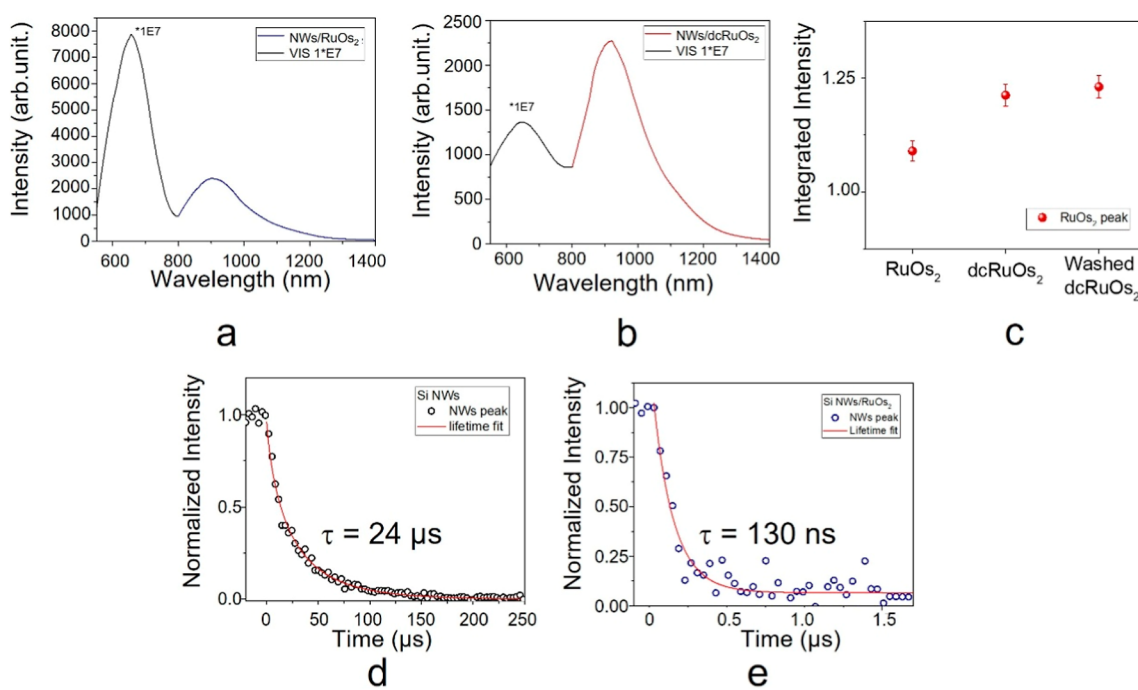 *1E7
NWs/RuOs₂
VIS 1*E7
8000
7000
6000
5000
4000
3000
2000
1000
0
Intensity (arb.unit.)
600 800 1000 1200 1400
Wavelength (nm)
a
*1E7
NWs/dcRuOs₂
VIS 1*E7
2500
2000
1500
1000
500
0
Intensity (arb.unit.)
600 800 1000 1200 1400
Wavelength (nm)
b
1.25
1.00
Integrated Intensity
RuOs₂ peak
RuOs₂ dcRuOs₂ Washed
dcRuOs₂
c
Si NWs
NWs peak
lifetime fit
1.0
0.5
0.0
Normalized Intensity
τ = 24 µs
0 25 50 75 100 125 150 175 200 225 250
Time (µs)
d
Si NWs/RuOs₂
NWs peak
Lifetime fit
1.00
0.75
0.50
0.25
0.00
Normalized Intensity
τ = 130 ns
0 0.5 1.0 1.5
Time (µs)
e